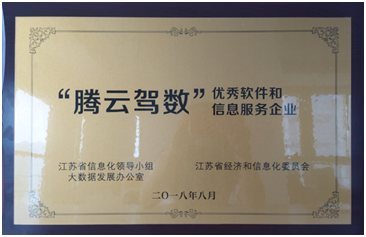 “腾云驾数”优秀软件和
信息服务企业
江苏省信息化领导小组
大数据发展办公室
江苏省经济和信息化委员会
二〇一八年八月